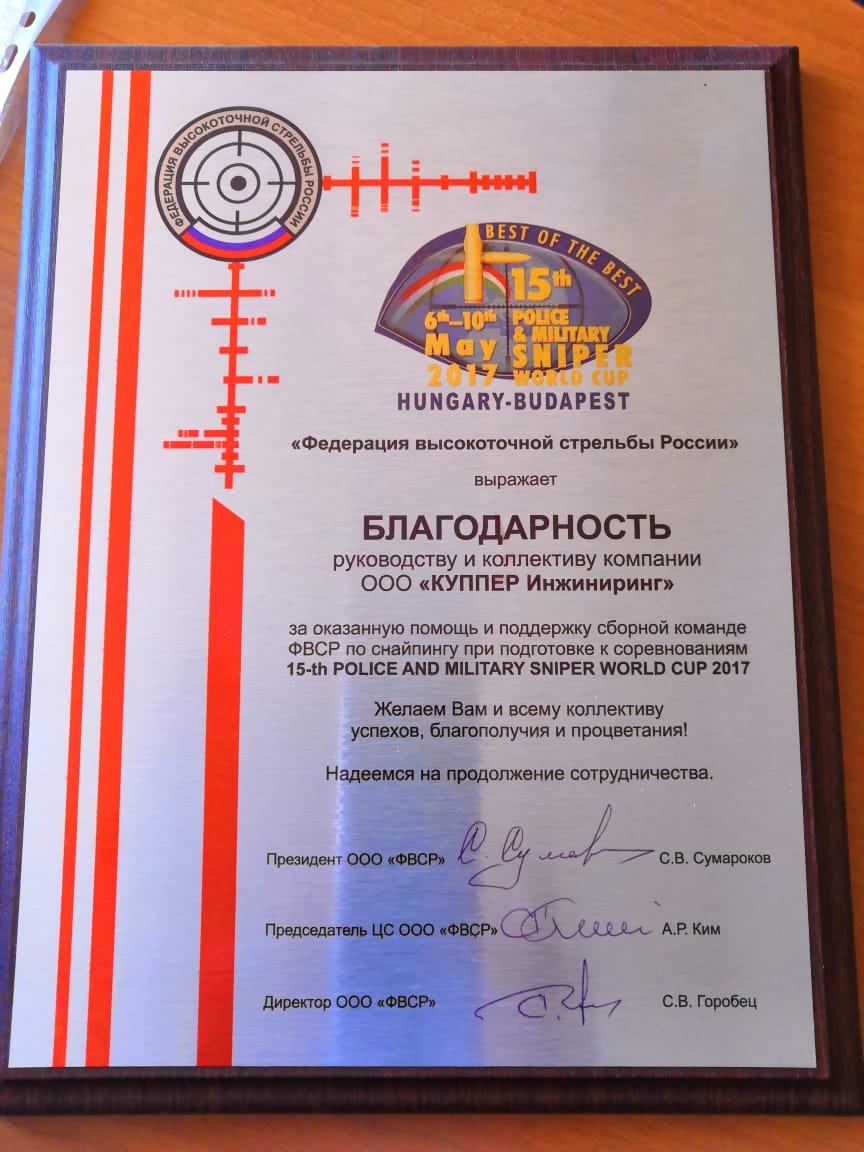 ФЕДЕРАЦИЯ ВЫСОКОТОЧНОЙ СТРЕЛЬБЫ РОССИИ
BEST OF THE BEST
15th
6th–10th May 2017
POLICE & MILITARY SNIPER WORLD CUP
HUNGARY-BUDAPEST
«Федерация высокоточной стрельбы России»
выражает
БЛАГОДАРНОСТЬ
руководству и коллективу компании
ООО «КУППЕР Инжиниринг»
за оказанную помощь и поддержку сборной команде
ФВСР по снайпингу при подготовке к соревнованиям
15-th POLICE AND MILITARY SNIPER WORLD CUP 2017
Желаем Вам и всему коллективу
успехов, благополучия и процветания!
Надеемся на продолжение сотрудничества.
Президент ООО «ФВСР» С.В. Сумароков
Председатель ЦС ООО «ФВСР» А.Р. Ким
Директор ООО «ФВСР» С.В. Горобец